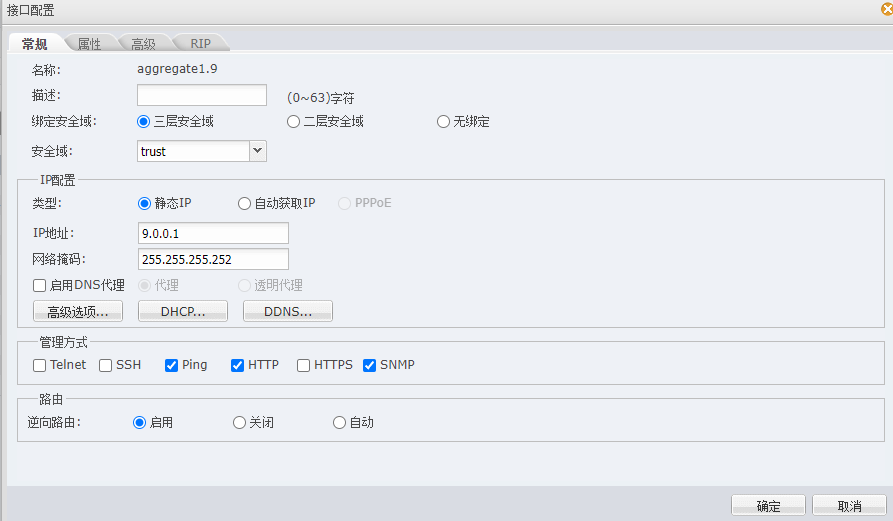 接口配置
常规 属性 高级 RIP
名称: aggregate1.9
描述: (0~63)字符
绑定安全域: 三层安全域 二层安全域 无绑定
安全域: trust
IP配置
类型: 静态IP 自动获取IP PPPoE
IP地址: 9.0.0.1
网络掩码: 255.255.255.252
启用DNS代理 代理 透明代理
高级选项... DHCP... DDNS...
管理方式
Telnet SSH Ping HTTP HTTPS SNMP
路由
逆向路由: 启用 关闭 自动
确定 取消